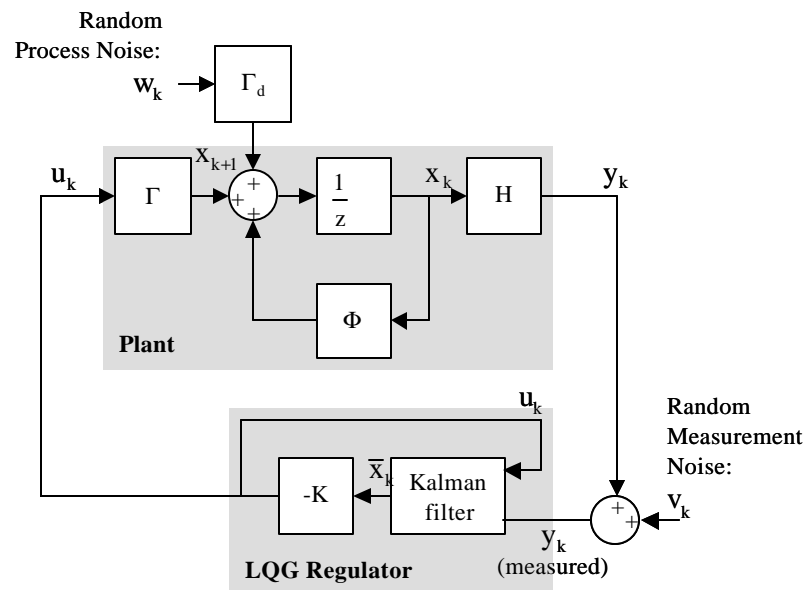 Random
Process Noise:
w_k
Γ_d
u_k
Γ
x_{k+1}
+
+
+
1
z
x_k
H
y_k
Φ
Plant
u_k
-K
x̅_k
Kalman
filter
Random
Measurement
Noise:
+
+
v_k
y_k
(measured)
LQG Regulator